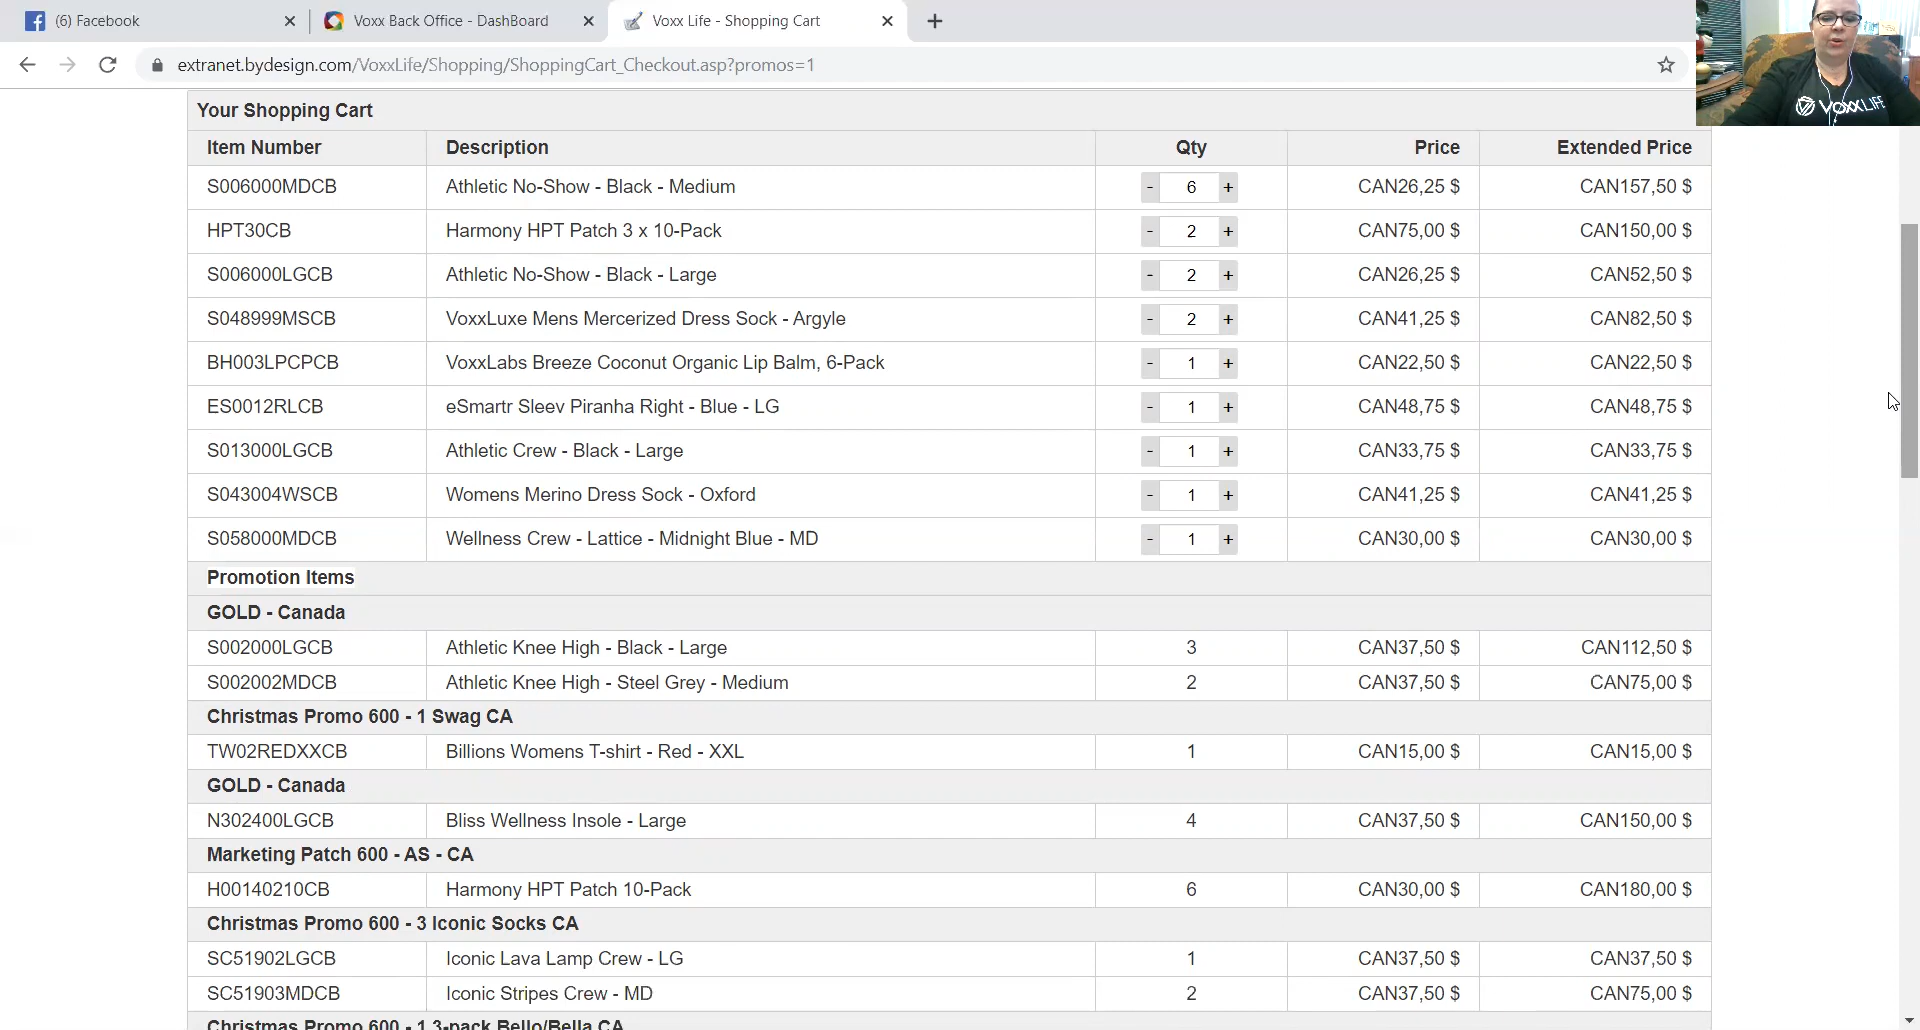 (6) Facebook
Voxx Back Office - DashBoard
Voxx Life - Shopping Cart
extranet.bydesign.com/VoxxLife/Shopping/ShoppingCart_Checkout.asp?promos=1
VOXXLIFE
Your Shopping Cart
Item Number Description Qty Price Extended Price
S006000MDCB Athletic No-Show - Black - Medium - 6 + CAN26,25 $ CAN157,50 $
HPT30CB Harmony HPT Patch 3 x 10-Pack - 2 + CAN75,00 $ CAN150,00 $
S006000LGCB Athletic No-Show - Black - Large - 2 + CAN26,25 $ CAN52,50 $
S048999MSCB VoxxLuxe Mens Mercerized Dress Sock - Argyle - 2 + CAN41,25 $ CAN82,50 $
BH003LPCPCB VoxxLabs Breeze Coconut Organic Lip Balm, 6-Pack - 1 + CAN22,50 $ CAN22,50 $
ES0012RLCB eSmartr Sleev Piranha Right - Blue - LG - 1 + CAN48,75 $ CAN48,75 $
S013000LGCB Athletic Crew - Black - Large - 1 + CAN33,75 $ CAN33,75 $
S043004WSCB Womens Merino Dress Sock - Oxford - 1 + CAN41,25 $ CAN41,25 $
S058000MDCB Wellness Crew - Lattice - Midnight Blue - MD - 1 + CAN30,00 $ CAN30,00 $
Promotion Items
GOLD - Canada
S002000LGCB Athletic Knee High - Black - Large 3 CAN37,50 $ CAN112,50 $
S002002MDCB Athletic Knee High - Steel Grey - Medium 2 CAN37,50 $ CAN75,00 $
Christmas Promo 600 - 1 Swag CA
TW02REDXXCB Billions Womens T-shirt - Red - XXL 1 CAN15,00 $ CAN15,00 $
GOLD - Canada
N302400LGCB Bliss Wellness Insole - Large 4 CAN37,50 $ CAN150,00 $
Marketing Patch 600 - AS - CA
H00140210CB Harmony HPT Patch 10-Pack 6 CAN30,00 $ CAN180,00 $
Christmas Promo 600 - 3 Iconic Socks CA
SC51902LGCB Iconic Lava Lamp Crew - LG 1 CAN37,50 $ CAN37,50 $
SC51903MDCB Iconic Stripes Crew - MD 2 CAN37,50 $ CAN75,00 $
Christmas Promo 600 - 1 3-pack Bello/Bella CA